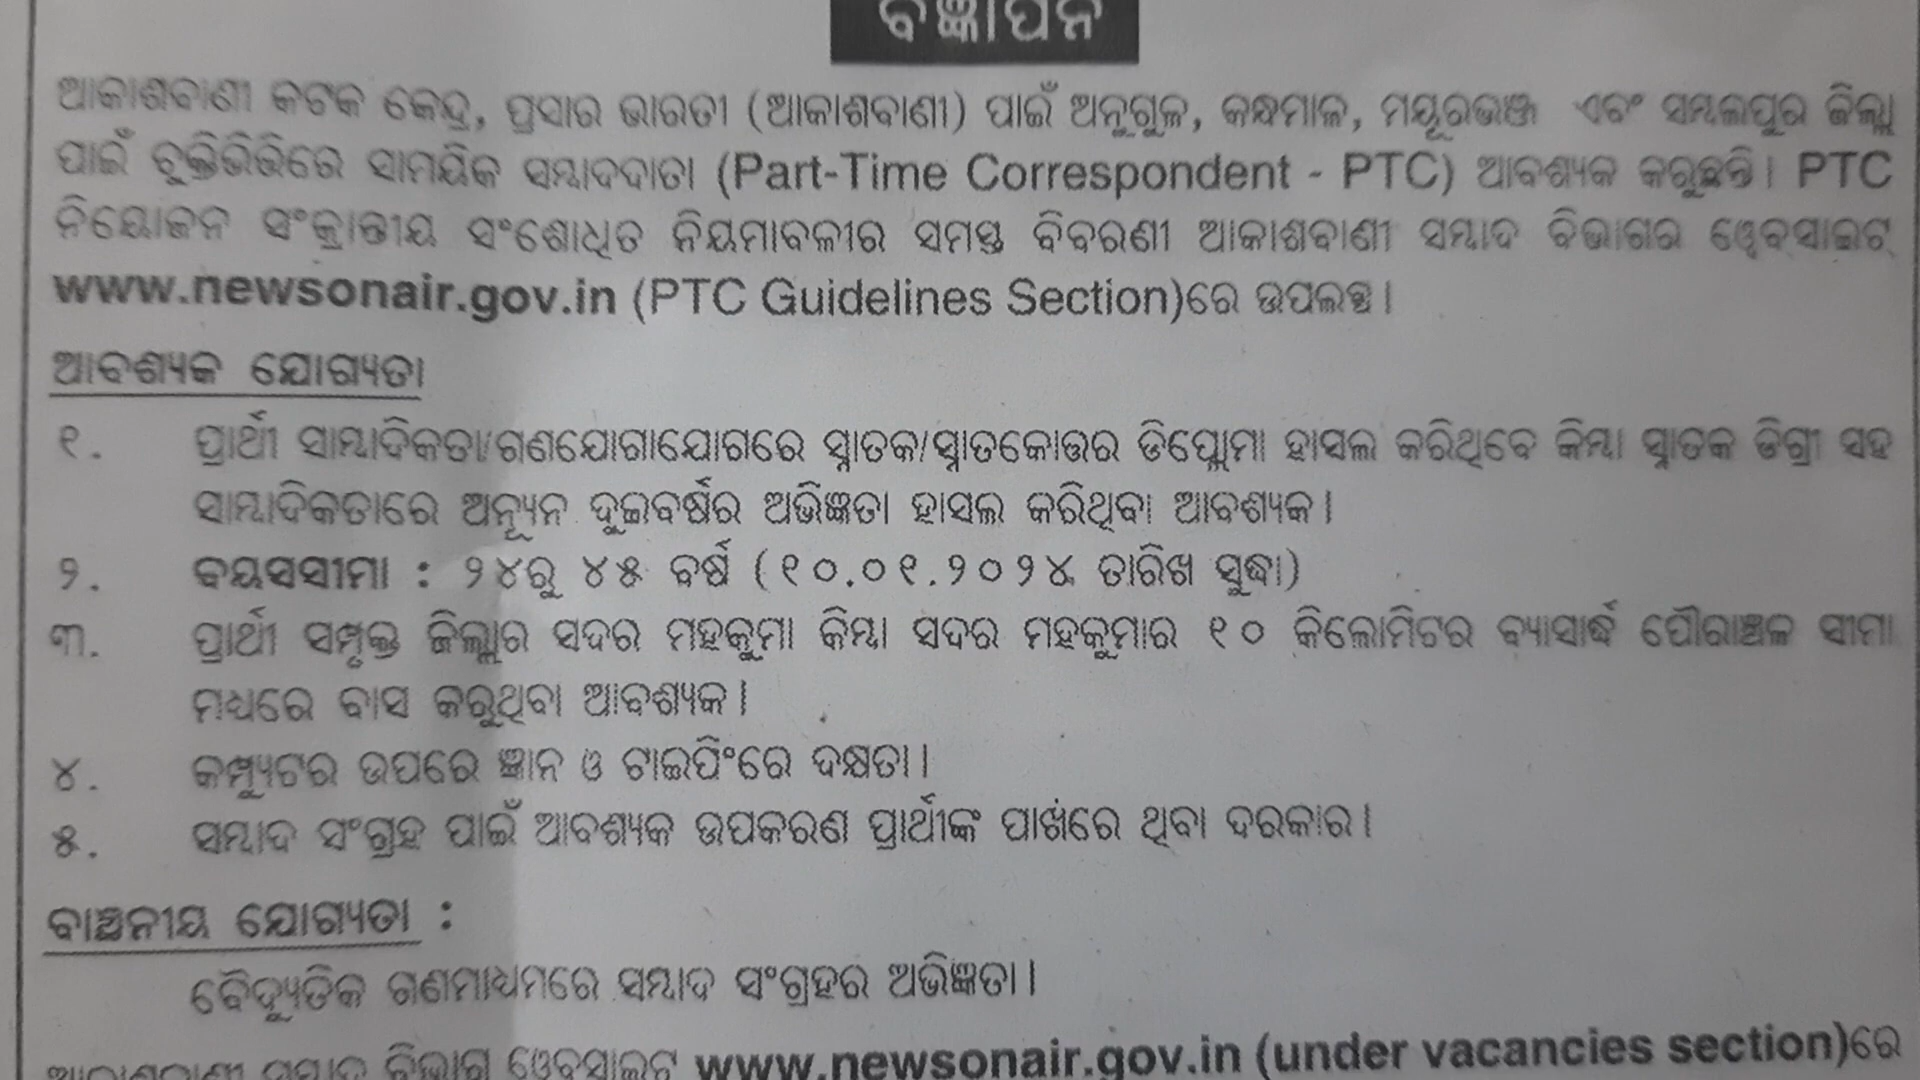 ବିଜ୍ଞାପନ
ଆକାଶବାଣୀ କଟକ କେନ୍ଦ୍ର, ପ୍ରସାର ଭାରତୀ (ଆକାଶବାଣୀ) ପାଇଁ ଅନୁଗୁଳ, କନ୍ଧମାଳ, ମୟୂରଭଞ୍ଜ ଏବଂ ସମ୍ବଲପୁର ଜିଲ୍ଲା
ପାଇଁ ଚୁକ୍ତିଭିତ୍ତିରେ ସାମୟିକ ସମ୍ବାଦଦାତା (Part-Time Correspondent - PTC) ଆବଶ୍ୟକ କରୁଛନ୍ତି। PTC
ନିୟୋଜନ ସଂକ୍ରାନ୍ତୀୟ ସଂଶୋଧିତ ନିୟମାବଳୀର ସମସ୍ତ ବିବରଣୀ ଆକାଶବାଣୀ ସମ୍ବାଦ ବିଭାଗର ୱେବସାଇଟ୍
www.newsonair.gov.in (PTC Guidelines Section)ରେ ଉପଲବ୍ଧ।
ଆବଶ୍ୟକ ଯୋଗ୍ୟତା
୧. ପ୍ରାର୍ଥୀ ସାମ୍ବାଦିକତା/ଗଣଯୋଗାଯୋଗରେ ସ୍ନାତକ/ସ୍ନାତକୋତ୍ତର ଡିପ୍ଲୋମା ହାସଲ କରିଥିବେ କିମ୍ବା ସ୍ନାତକ ଡିଗ୍ରୀ ସହ
ସାମ୍ବାଦିକତାରେ ଅନ୍ୟୂନ ଦୁଇବର୍ଷର ଅଭିଜ୍ଞତା ହାସଲ କରିଥିବା ଆବଶ୍ୟକ।
୨. ବୟସସୀମା : ୨୪ରୁ ୪୫ ବର୍ଷ (୧୦.୦୧.୨୦୨୪ ତାରିଖ ସୁଦ୍ଧା)
୩. ପ୍ରାର୍ଥୀ ସମ୍ପୃକ୍ତ ଜିଲ୍ଲାର ସଦର ମହକୁମା କିମ୍ବା ସଦର ମହକୁମାର ୧୦ କିଲୋମିଟର ବ୍ୟାସାର୍ଦ୍ଧ ପୌରାଞ୍ଚଳ ସୀମା
ମଧ୍ୟରେ ବାସ କରୁଥିବା ଆବଶ୍ୟକ।
୪. କମ୍ପ୍ୟୁଟର ଉପରେ ଜ୍ଞାନ ଓ ଟାଇପିଂରେ ଦକ୍ଷତା।
୫. ସମ୍ବାଦ ସଂଗ୍ରହ ପାଇଁ ଆବଶ୍ୟକ ଉପକରଣ ପ୍ରାର୍ଥୀଙ୍କ ପାଖରେ ଥିବା ଦରକାର।
ବାଞ୍ଚନୀୟ ଯୋଗ୍ୟତା :
ବୈଦ୍ୟୁତିକ ଗଣମାଧ୍ୟମରେ ସମ୍ବାଦ ସଂଗ୍ରହର ଅଭିଜ୍ଞତା।
ଆକାଶବାଣୀ ସମ୍ବାଦ ବିଭାଗ ୱେବସାଇଟ www.newsonair.gov.in (under vacancies section)ରେ